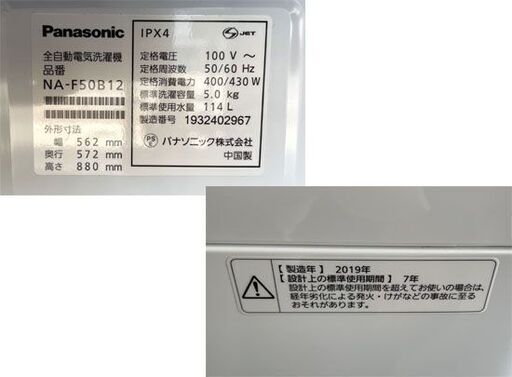 Panasonic
全自動電気洗濯機
品番
NA-F50B12
外形寸法
幅 562 mm
奥行 572 mm
高さ 880 mm
IPX4
JET
定格電圧 100 V ～
定格周波数 50/60 Hz
定格消費電力 400/430 W
標準洗濯容量 5.0 kg
標準使用水量 114 L
製造番号 1932402967
PS E パナソニック株式会社
中国製
【製造年】 2019年
【設計上の標準使用期間】 7年
設計上の標準使用期間を超えてお使いの場合は、
経年劣化による発火・けがなどの事故に至る
おそれがあります。